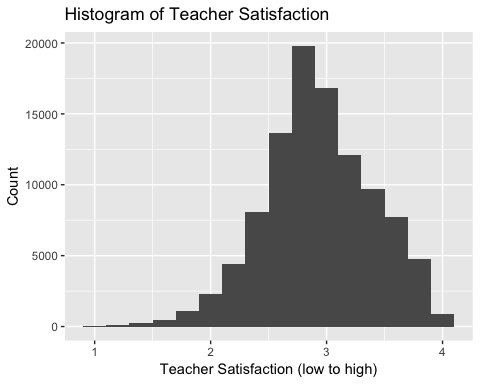 Histogram of Teacher Satisfaction
20000
15000
10000
5000
0
Count
1 2 3 4
Teacher Satisfaction (low to high)